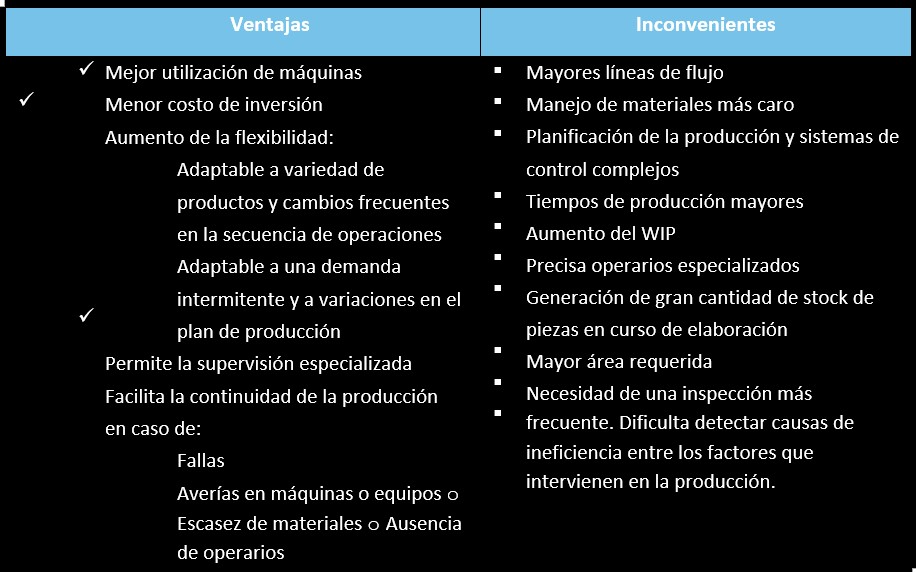 Ventajas
✓ Mejor utilización de máquinas
✓ Menor costo de inversión
Aumento de la flexibilidad:
Adaptable a variedad de
productos y cambios frecuentes
en la secuencia de operaciones
Adaptable a una demanda
intermitente y a variaciones en el
✓ plan de producción
Permite la supervisión especializada
Facilita la continuidad de la producción
en caso de:
Fallas
Averías en máquinas o equipos o
Escasez de materiales o Ausencia
de operarios
Inconvenientes
▪ Mayores líneas de flujo
▪ Manejo de materiales más caro
▪ Planificación de la producción y sistemas de
control complejos
▪ Tiempos de producción mayores
▪ Aumento del WIP
▪ Precisa operarios especializados
▪ Generación de gran cantidad de stock de
piezas en curso de elaboración
▪ Mayor área requerida
▪ Necesidad de una inspección más
▪ frecuente. Dificulta detectar causas de
ineficiencia entre los factores que
intervienen en la producción.